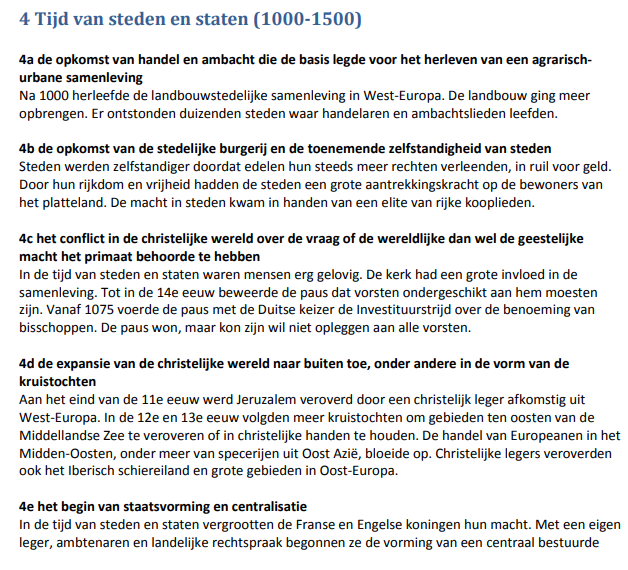 4 Tijd van steden en staten (1000-1500)
4a de opkomst van handel en ambacht die de basis legde voor het herleven van een agrarisch-
urbane samenleving
Na 1000 herleefde de landbouwstedelijke samenleving in West-Europa. De landbouw ging meer
opbrengen. Er ontstonden duizenden steden waar handelaren en ambachtslieden leefden.
4b de opkomst van de stedelijke burgerij en de toenemende zelfstandigheid van steden
Steden werden zelfstandiger doordat edelen hun steeds meer rechten verleenden, in ruil voor geld.
Door hun rijkdom en vrijheid hadden de steden een grote aantrekkingskracht op de bewoners van
het platteland. De macht in steden kwam in handen van een elite van rijke kooplieden.
4c het conflict in de christelijke wereld over de vraag of de wereldlijke dan wel de geestelijke
macht het primaat behoorde te hebben
In de tijd van steden en staten waren mensen erg gelovig. De kerk had een grote invloed in de
samenleving. Tot in de 14e eeuw beweerde de paus dat vorsten ondergeschikt aan hem moesten
zijn. Vanaf 1075 voerde de paus met de Duitse keizer de Investituurstrijd over de benoeming van
bisschoppen. De paus won, maar kon zijn wil niet opleggen aan alle vorsten.
4d de expansie van de christelijke wereld naar buiten toe, onder andere in de vorm van de
kruistochten
Aan het eind van de 11e eeuw werd Jeruzalem veroverd door een christelijk leger afkomstig uit
West-Europa. In de 12e en 13e eeuw volgden meer kruistochten om gebieden ten oosten van de
Middellandse Zee te veroveren of in christelijke handen te houden. De handel van Europeanen in het
Midden-Oosten, onder meer van specerijen uit Oost Azië, bloeide op. Christelijke legers veroverden
ook het Iberisch schiereiland en grote gebieden in Oost-Europa.
4e het begin van staatsvorming en centralisatie
In de tijd van steden en staten vergrootten de Franse en Engelse koningen hun macht. Met een eigen
leger, ambtenaren en landelijke rechtspraak begonnen ze de vorming van een centraal bestuurde